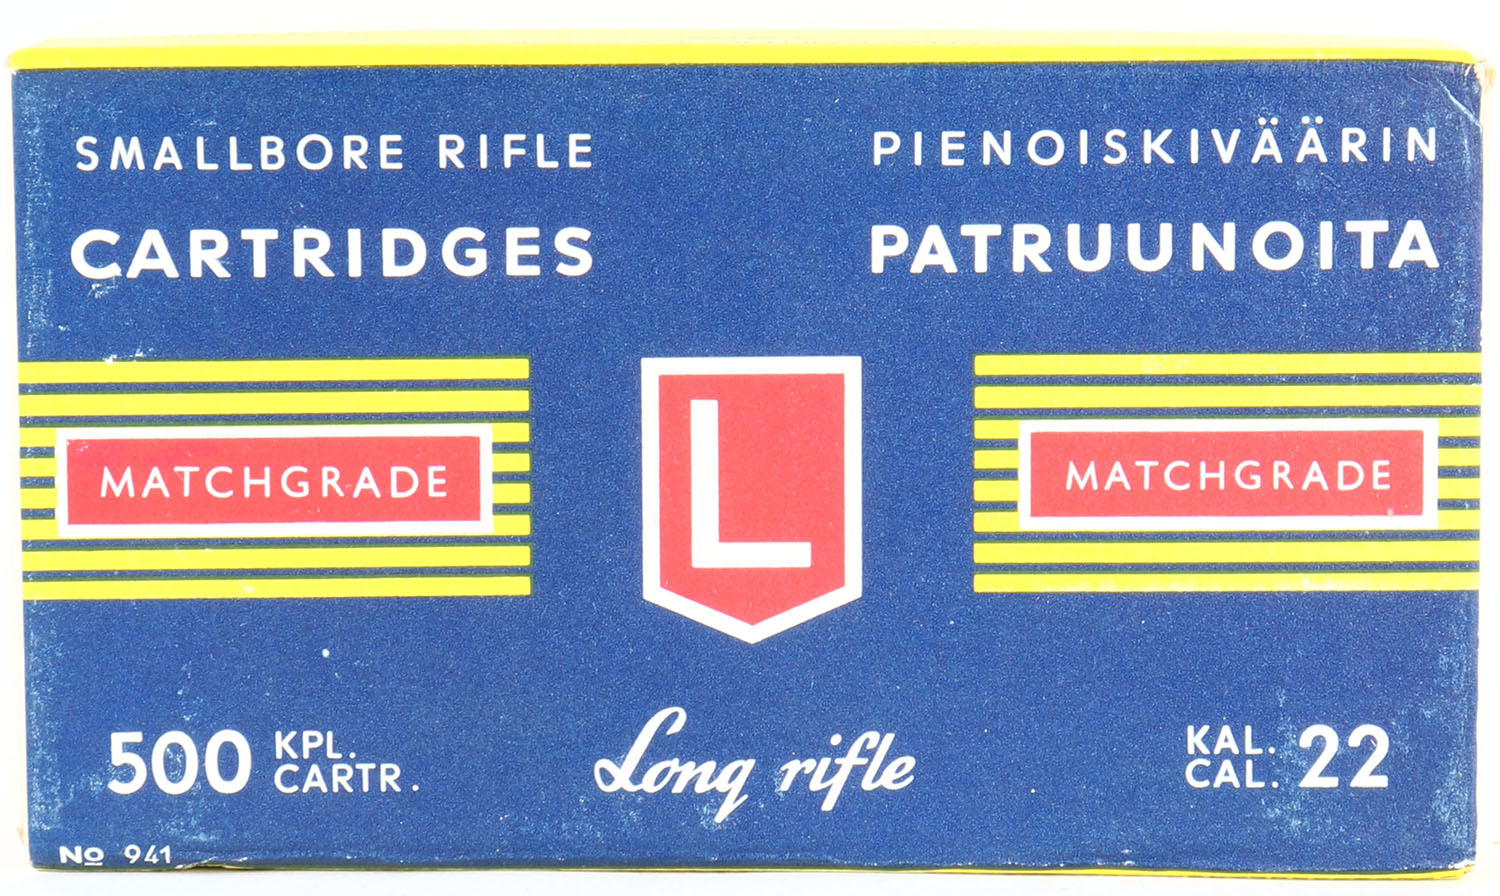 SMALLBORE RIFLE
CARTRIDGES
PIENOISKIVÄÄRIN
PATRUUNOITA
MATCHGRADE
L
MATCHGRADE
500 KPL.
CARTR.
Long rifle
KAL. 22
CAL.
No 941